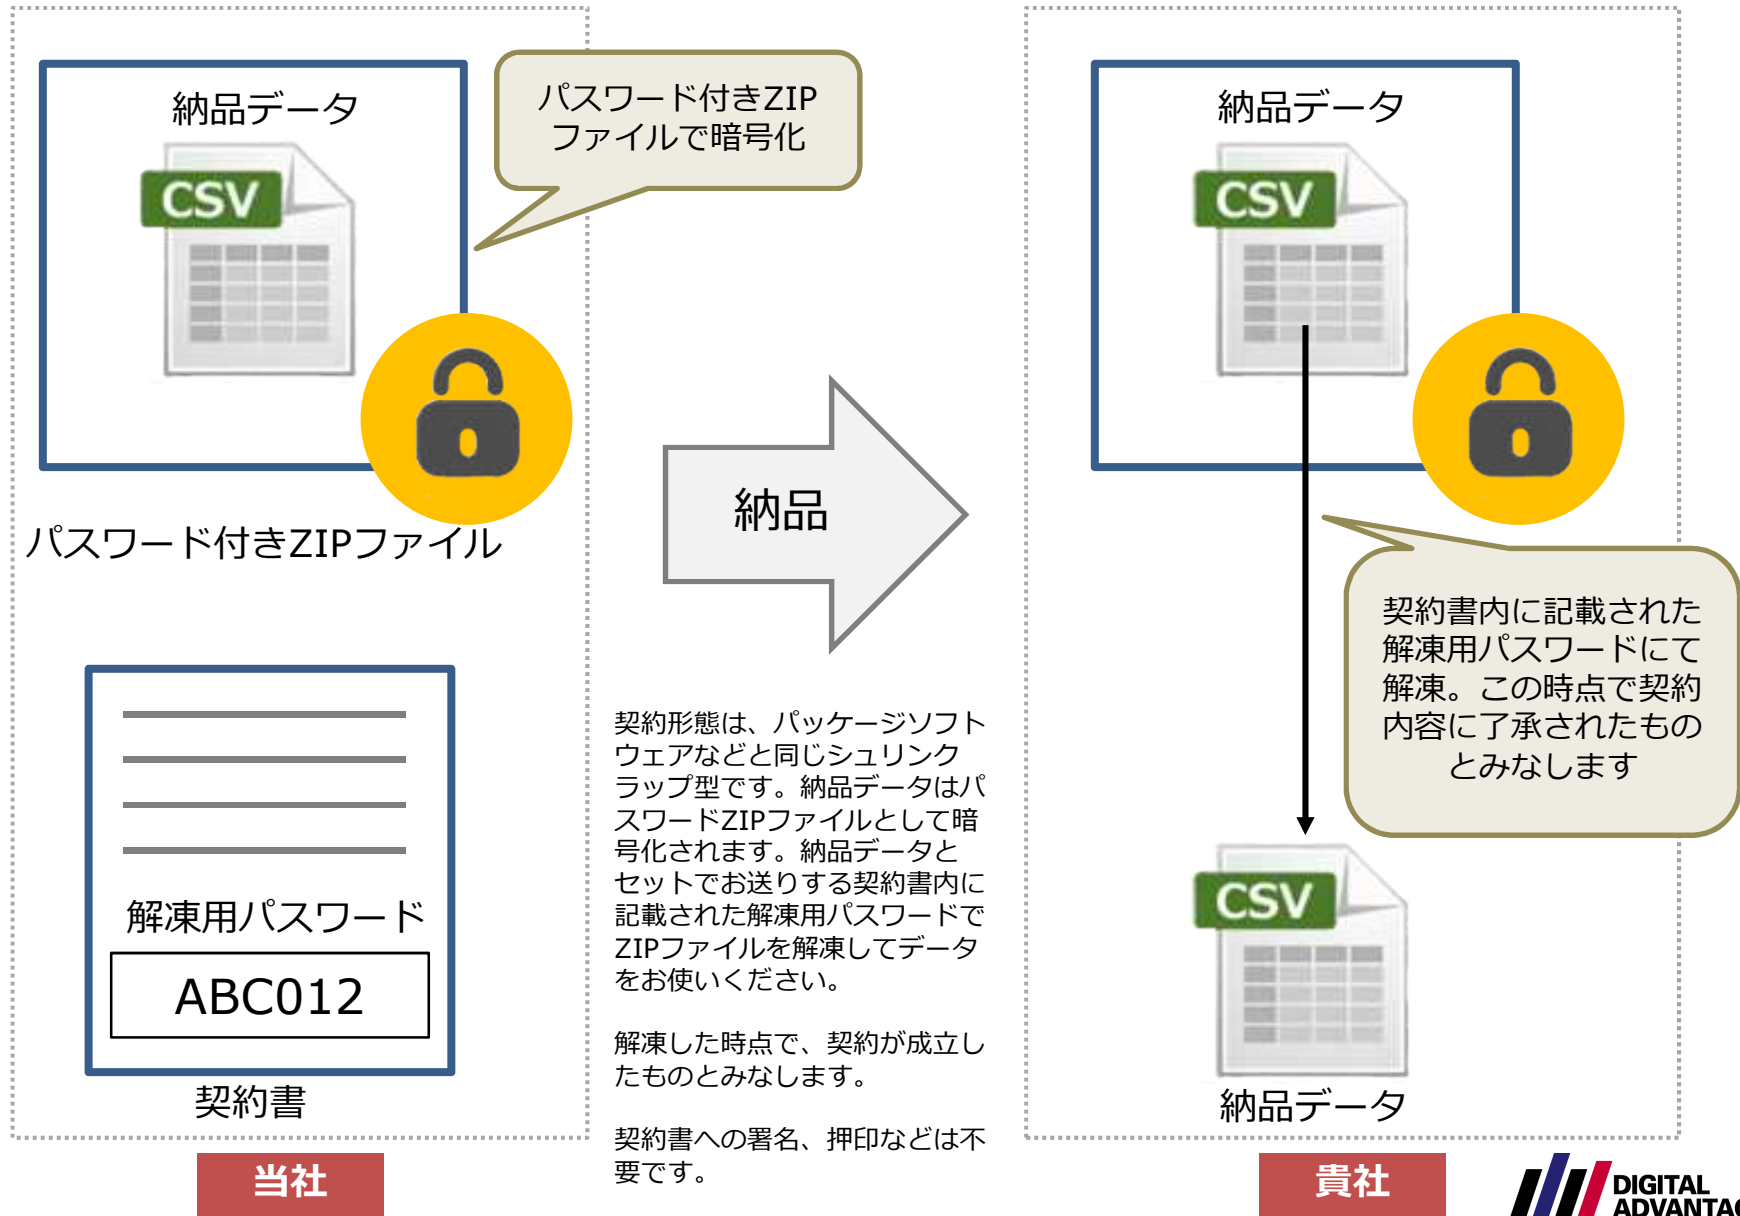 納品データ
CSV
パスワード付きZIP
ファイルで暗号化
パスワード付きZIPファイル
解凍用パスワード
ABC012
契約書
当社
納品
契約形態は、パッケージソフト
ウェアなどと同じシュリンク
ラップ型です。納品データはパ
スワードZIPファイルとして暗
号化されます。納品データと
セットでお送りする契約書内に
記載された解凍用パスワードで
ZIPファイルを解凍してデータ
をお使いください。
解凍した時点で、契約が成立し
たものとみなします。
契約書への署名、押印などは不
要です。
納品データ
CSV
契約書内に記載された
解凍用パスワードにて
解凍。この時点で契約
内容に了承されたもの
とみなします
CSV
納品データ
貴社
DIGITAL